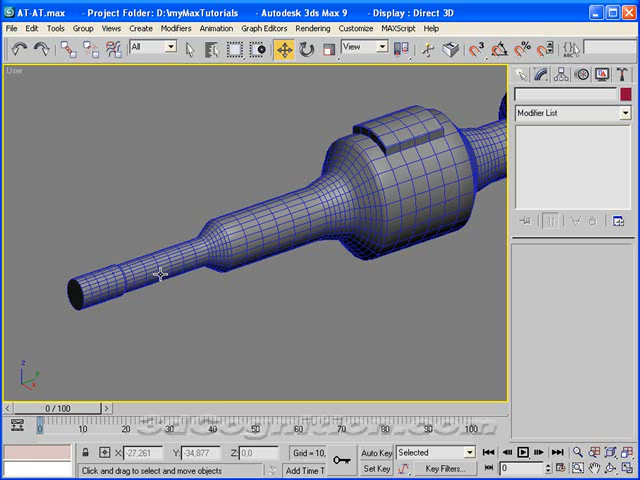 AT-AT.max - Project Folder: D:\myMaxTutorials - Autodesk 3ds Max 9 - Display : Direct 3D
File Edit Tools Group Views Create Modifiers Animation Graph Editors Rendering Customize MAXScript Help
All View
User
Modifier List
z
y
x
0 / 100
0 10 20 30 40 50 60 70 80 90 100
3dcognition.com
X: -27,261 Y: -34,877 Z: 0,0 Grid = 10, Auto Key Selected
Click and drag to select and move objects Add Time T Set Key Key Filters... 0